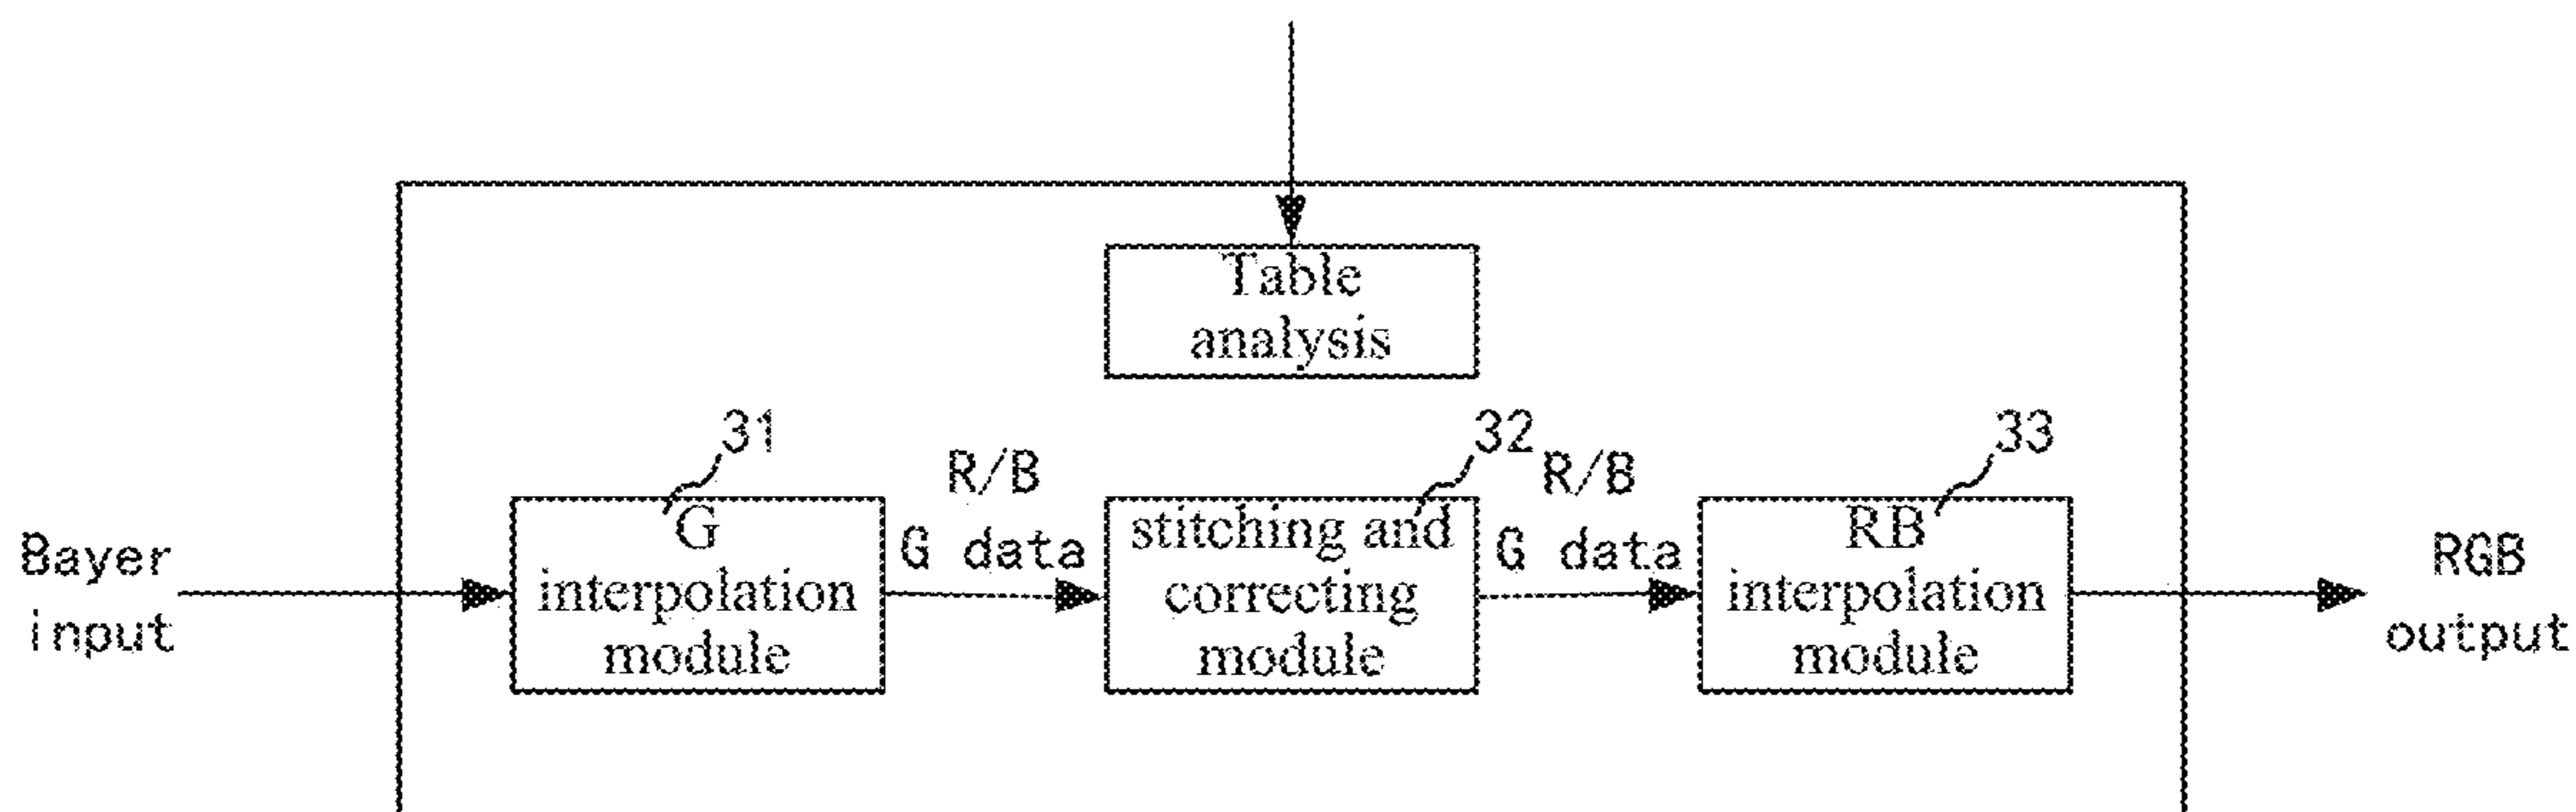 Table
analysis
31
32
33
R/B
G data
R/B
G data
Bayer
input
G
interpolation
module
stitching and
correcting
module
RB
interpolation
module
RGB
output